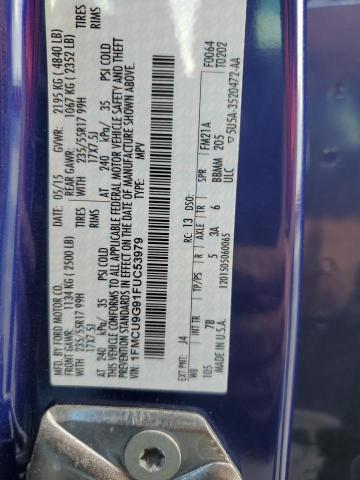 MFD. BY FORD MOTOR CO.
05/15 GVWR: 2195 KG ( 4840 LB)
FRONT GAWR: 1134 KG ( 2500 LB) REAR GAWR: 1067 KG ( 2352 LB)
WITH 235/55R17 99H TIRES WITH 235/55R17 99H TIRES
17X7.5J RIMS 17X7.5J RIMS
AT 240 kPa/ 35 PSI COLD AT 240 kPa/ 35 PSI COLD
THIS VEHICLE CONFORMS TO ALL APPLICABLE FEDERAL MOTOR VEHICLE SAFETY AND THEFT
PREVENTION STANDARDS IN EFFECT ON THE DATE OF MANUFACTURE SHOWN ABOVE.
VIN: 1FMCU9G91FUC53979 TYPE: MPV
F0064
T0202
EXT PNT: J4 RC: 13 DSO: FM21A
WB INT TR TP/PS R AXLE TR SPR BBMM 205
105 7B 5 3A 6 ULC
MADE IN U.S.A. 1201505060065 5USA-3520472-AA